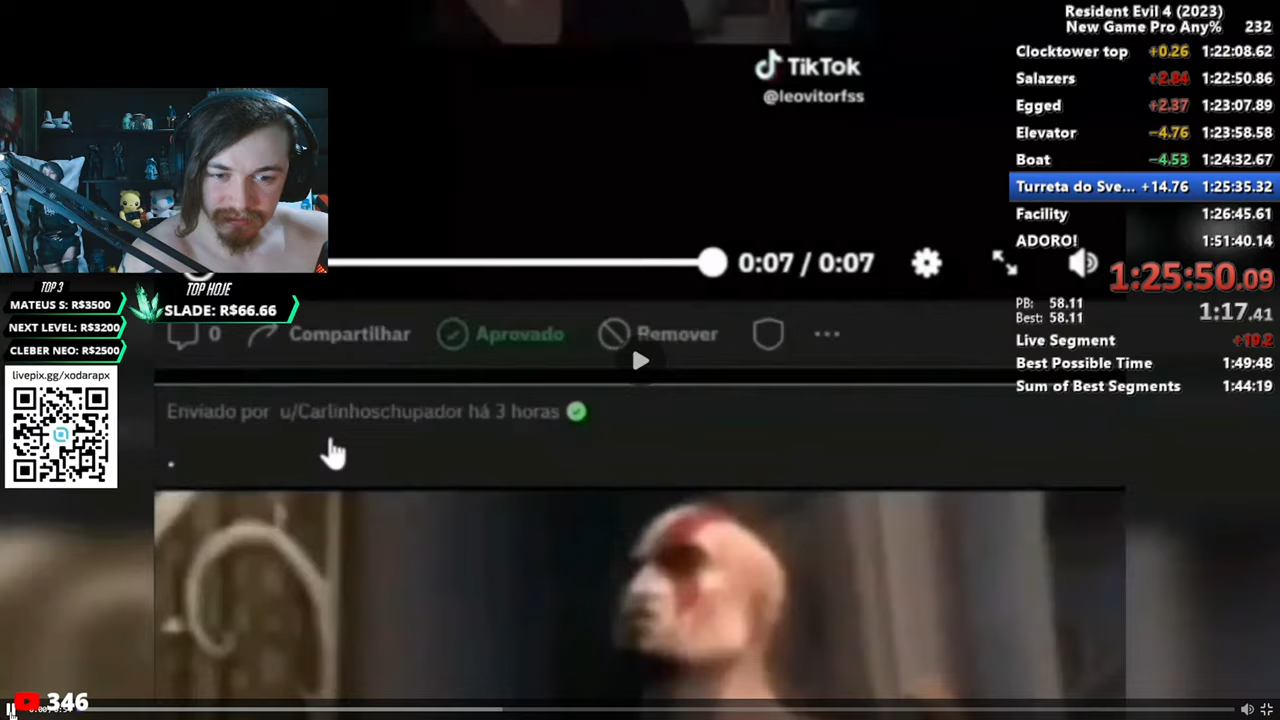 TikTok
@leovitorfss
Resident Evil 4 (2023)
New Game Pro Any% 232
Clocktower top +0.26 1:22:08.62
Salazers +2.84 1:22:50.86
Egged +2.37 1:23:07.89
Elevator −4.76 1:23:58.58
Boat −4.53 1:24:32.67
Turreta do Sve... +14.76 1:25:35.32
Facility 1:26:45.61
ADORO! 1:51:40.14
1:25:50.09
PB: 58.11
Best: 58.11
1:17.41
Live Segment +19.2
Best Possible Time 1:49:48
Sum of Best Segments 1:44:19
0:07 / 0:07
TOP 3
MATEUS S: R$3500
NEXT LEVEL: R$3200
CLEBER NEO: R$2500
TOP HOJE
SLADE: R$66.66
livepix.gg/xodarapx
0 Compartilhar Aprovado Remover ...
Enviado por u/Carlinhoschupador há 3 horas
.
346